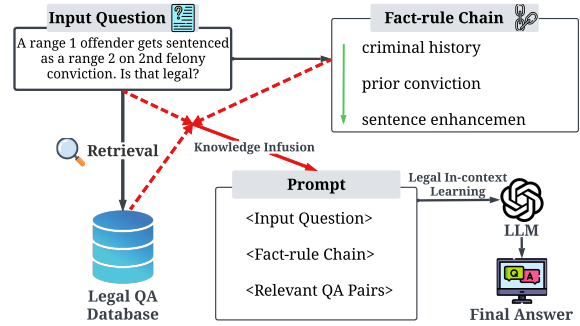 Input Question
A range 1 offender gets sentenced
as a range 2 on 2nd felony
conviction. Is that legal?
Fact-rule Chain
criminal history
prior conviction
sentence enhancemen
Retrieval
Knowledge Infusion
Legal QA
Database
Prompt
<Input Question>
<Fact-rule Chain>
<Relevant QA Pairs>
Legal In-context
Learning
LLM
Q
A
Final Answer